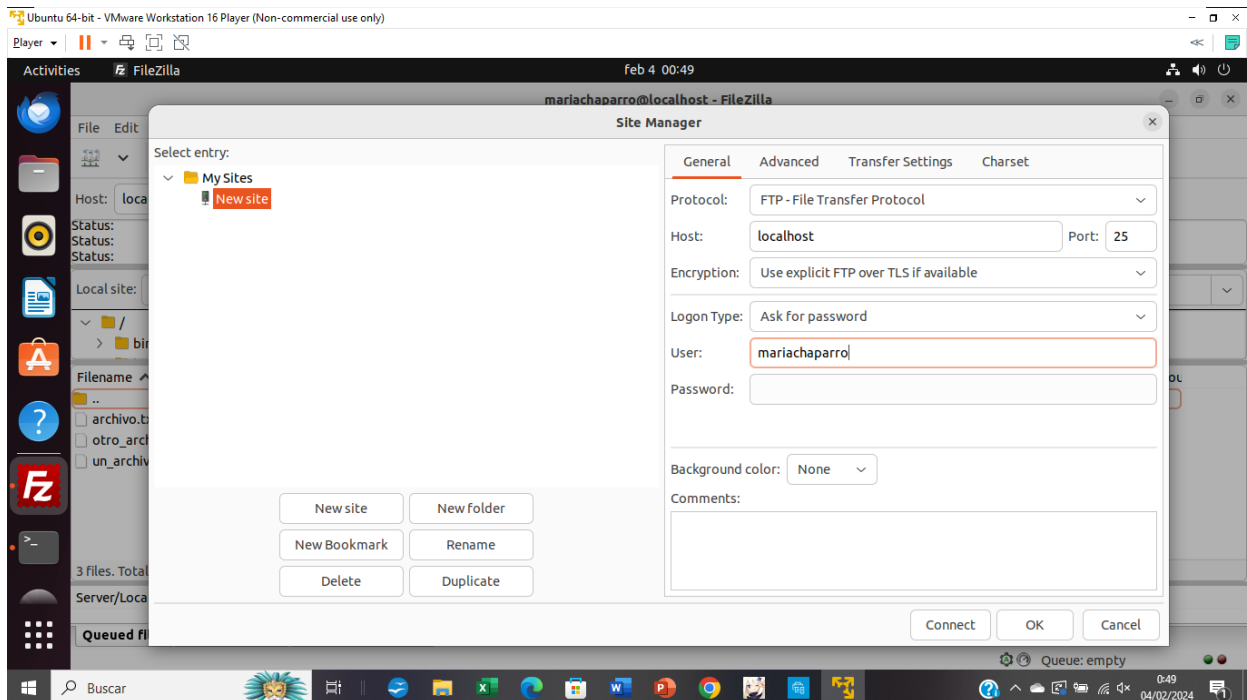 Ubuntu 64-bit - VMware Workstation 16 Player (Non-commercial use only)
Player
Activities FileZilla feb 4 00:49
mariachaparro@localhost - FileZilla
File Edit
Site Manager
Select entry:
My Sites
New site
General Advanced Transfer Settings Charset
Protocol: FTP - File Transfer Protocol
Host: localhost Port: 25
Encryption: Use explicit FTP over TLS if available
Logon Type: Ask for password
User: mariachaparro
Password:
Background color: None
Comments:
New site New folder
New Bookmark Rename
Delete Duplicate
Connect OK Cancel
Host: loca
Status:
Status:
Status:
Local site:
/
bin
Filename
..
archivo.tx
otro_arch
un_archiv
3 files. Total
Server/Loca
Queued fi
Queue: empty
Buscar
0:49
04/02/2024
1